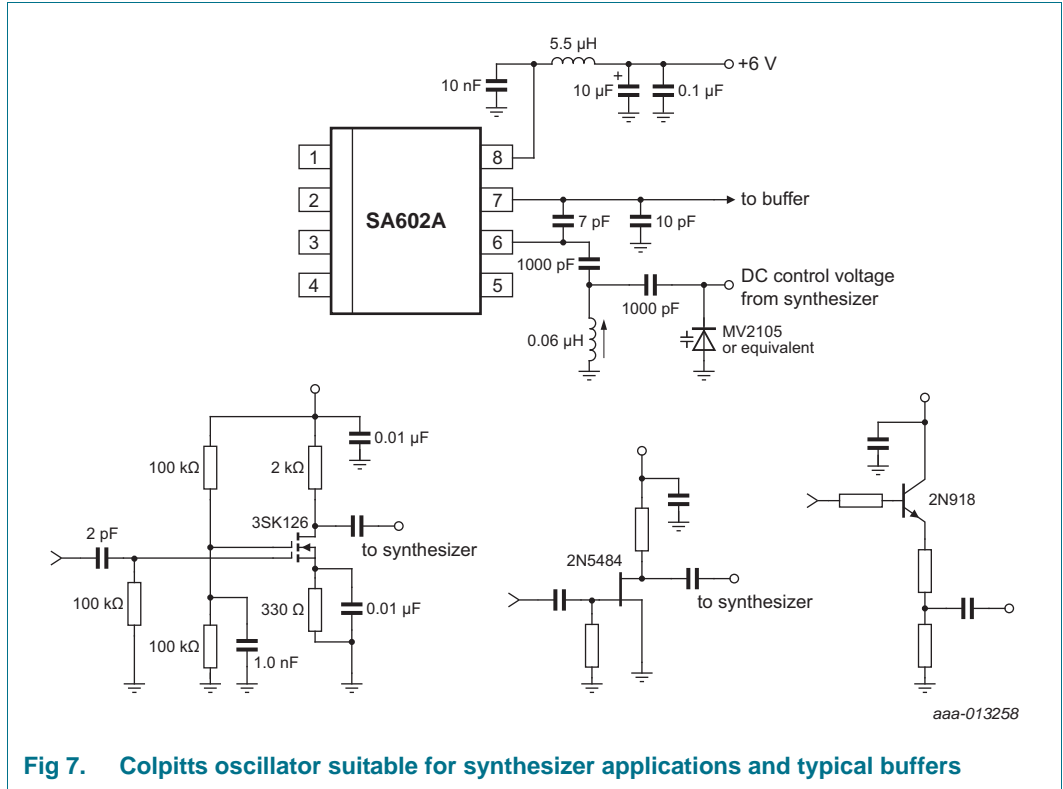 5.5 μH
+6 V
10 nF
+
10 μF
0.1 μF
1
8
2
7
to buffer
SA602A
7 pF
10 pF
3
6
1000 pF
4
5
DC control voltage
from synthesizer
1000 pF
0.06 μH
MV2105
or equivalent
0.01 μF
100 kΩ
2 kΩ
3SK126
2 pF
to synthesizer
100 kΩ
330 Ω
0.01 μF
100 kΩ
1.0 nF
2N5484
to synthesizer
2N918
aaa-013258
Fig 7. Colpitts oscillator suitable for synthesizer applications and typical buffers